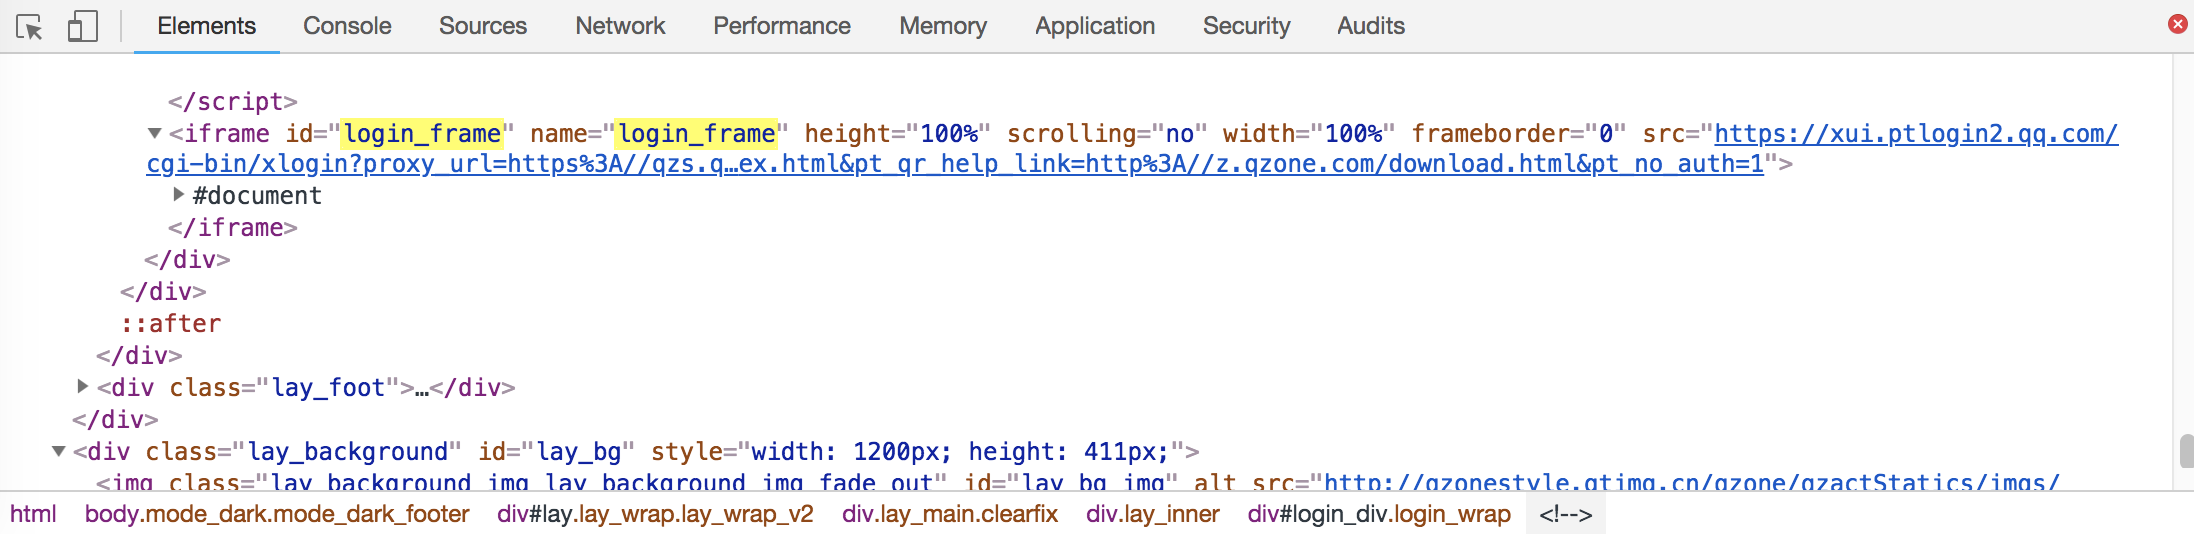 Elements Console Sources Network Performance Memory Application Security Audits
</script>
<iframe id="login_frame" name="login_frame" height="100%" scrolling="no" width="100%" frameborder="0" src="https://xui.ptlogin2.qq.com/
cgi-bin/xlogin?proxy_url=https%3A//qzs.q…ex.html&pt_qr_help_link=http%3A//z.qzone.com/download.html&pt_no_auth=1">
#document
</iframe>
</div>
</div>
::after
</div>
<div class="lay_foot">…</div>
</div>
<div class="lay_background" id="lay_bg" style="width: 1200px; height: 411px;">
<img class="lay_background_img lay_background_img_fade_out" id="lay_bg_img" alt src="http://qzonestyle.gtimg.cn/qzone/qzactStatics/imgs/
html body.mode_dark.mode_dark_footer div#lay.lay_wrap.lay_wrap_v2 div.lay_main.clearfix div.lay_inner div#login_div.login_wrap <!-->